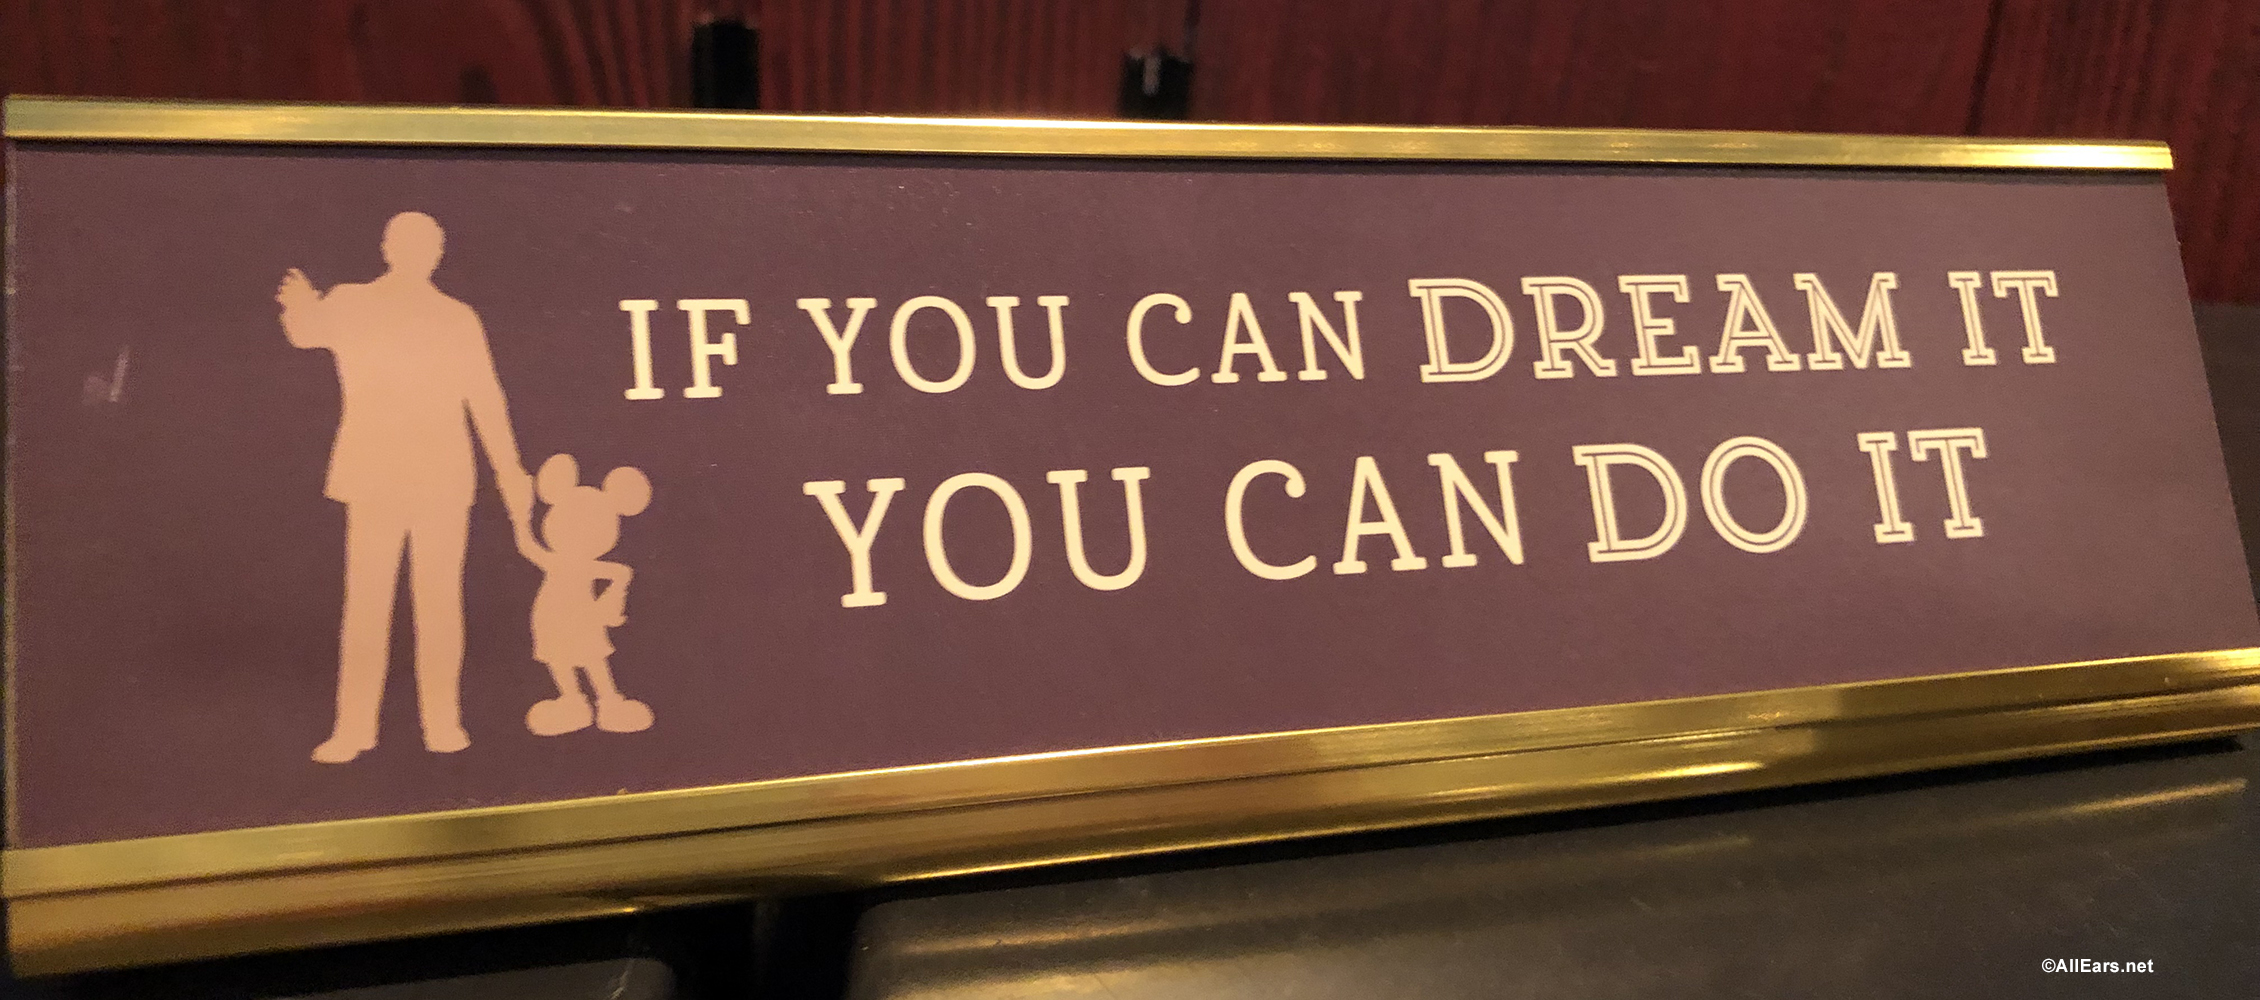 IF YOU CAN DREAM IT
YOU CAN DO IT
©AllEars.net